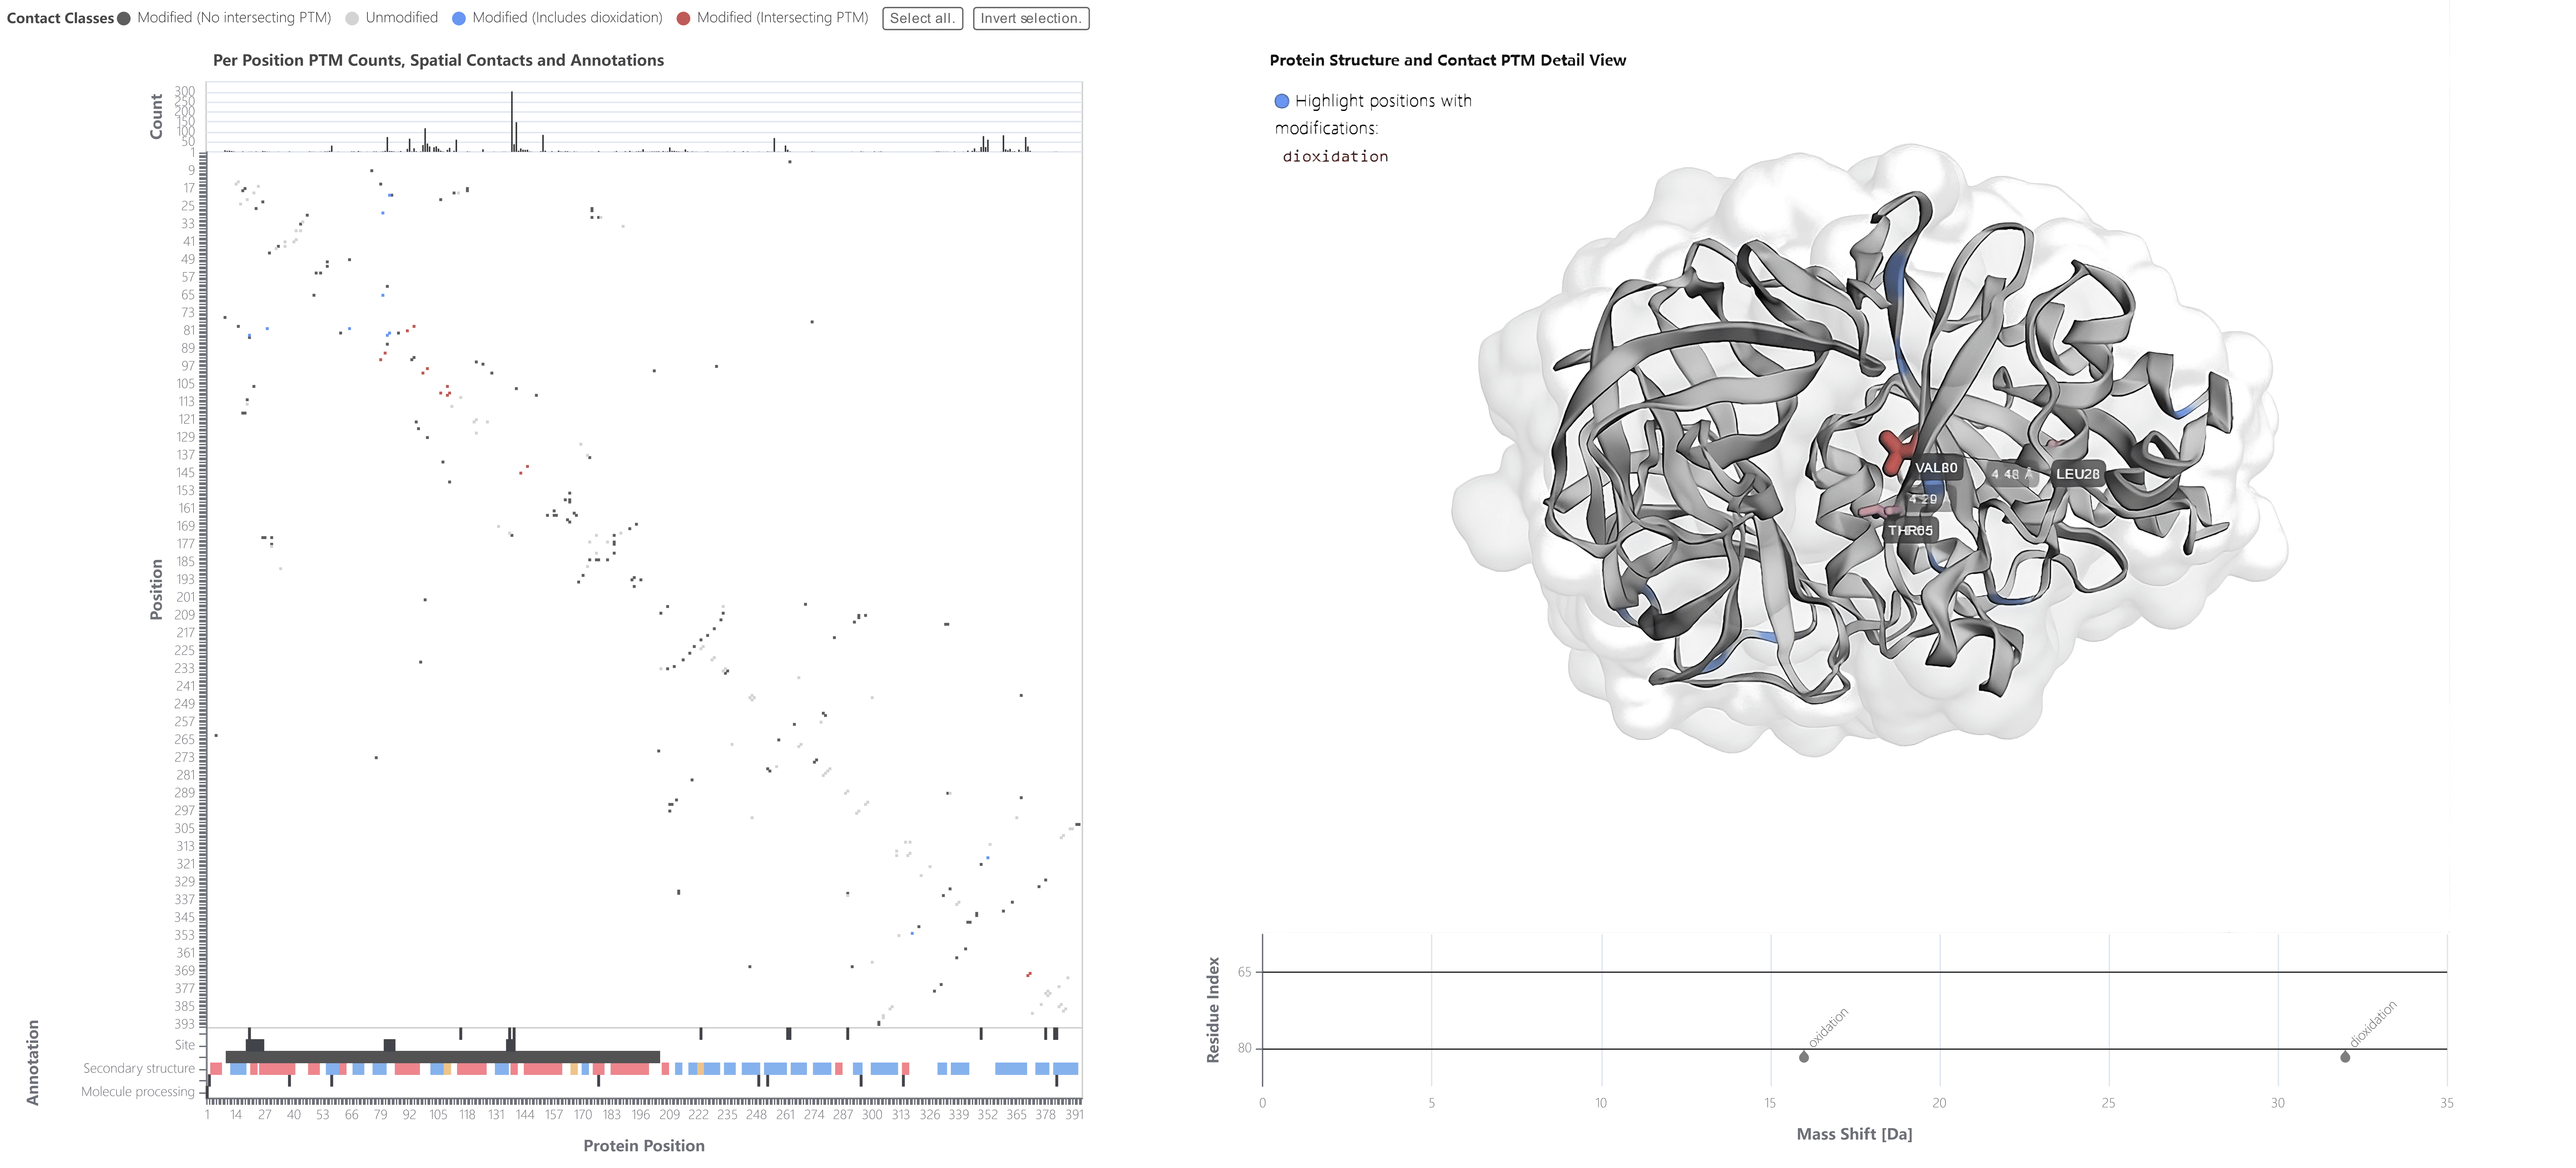 Contact Classes Modified (No intersecting PTM) Unmodified Modified (Includes dioxidation) Modified (Intersecting PTM) Select all. Invert selection.
Per Position PTM Counts, Spatial Contacts and Annotations
Protein Structure and Contact PTM Detail View
Count
300
250
200
150
100
50
Highlight positions with
modifications:
dioxidation
Position
1
9
17
25
33
41
49
57
65
73
81
89
97
105
113
121
129
137
145
153
161
169
177
185
193
201
209
217
225
233
241
249
257
265
273
281
289
297
305
313
321
329
337
345
353
361
369
377
385
393
VAL80
4.48 Å
LEU28
4.29
THR65
Annotation
Site
Secondary structure
Molecule processing
1 14 27 40 53 66 79 92 105 118 131 144 157 170 183 196 209 222 235 248 261 274 287 300 313 326 339 352 365 378 391
Protein Position
Residue Index
65
80
oxidation
dioxidation
0 5 10 15 20 25 30 35
Mass Shift [Da]